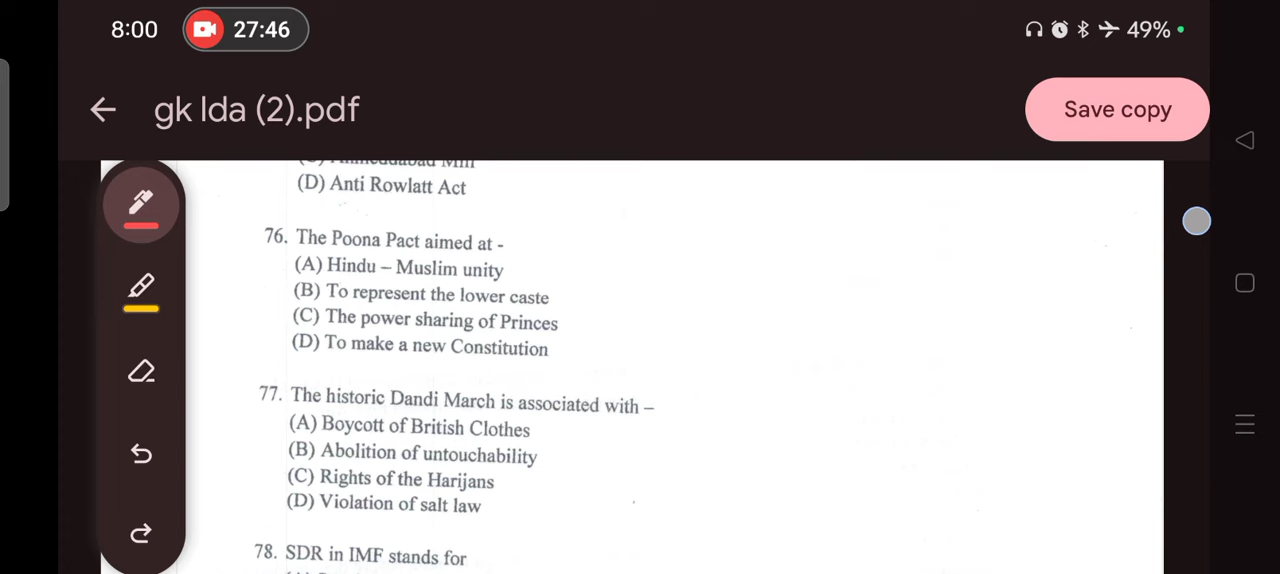 8:00 27:46 49%
gk lda (2).pdf
Save copy
(D) Anti Rowlatt Act
76. The Poona Pact aimed at -
(A) Hindu – Muslim unity
(B) To represent the lower caste
(C) The power sharing of Princes
(D) To make a new Constitution
77. The historic Dandi March is associated with –
(A) Boycott of British Clothes
(B) Abolition of untouchability
(C) Rights of the Harijans
(D) Violation of salt law
78. SDR in IMF stands for